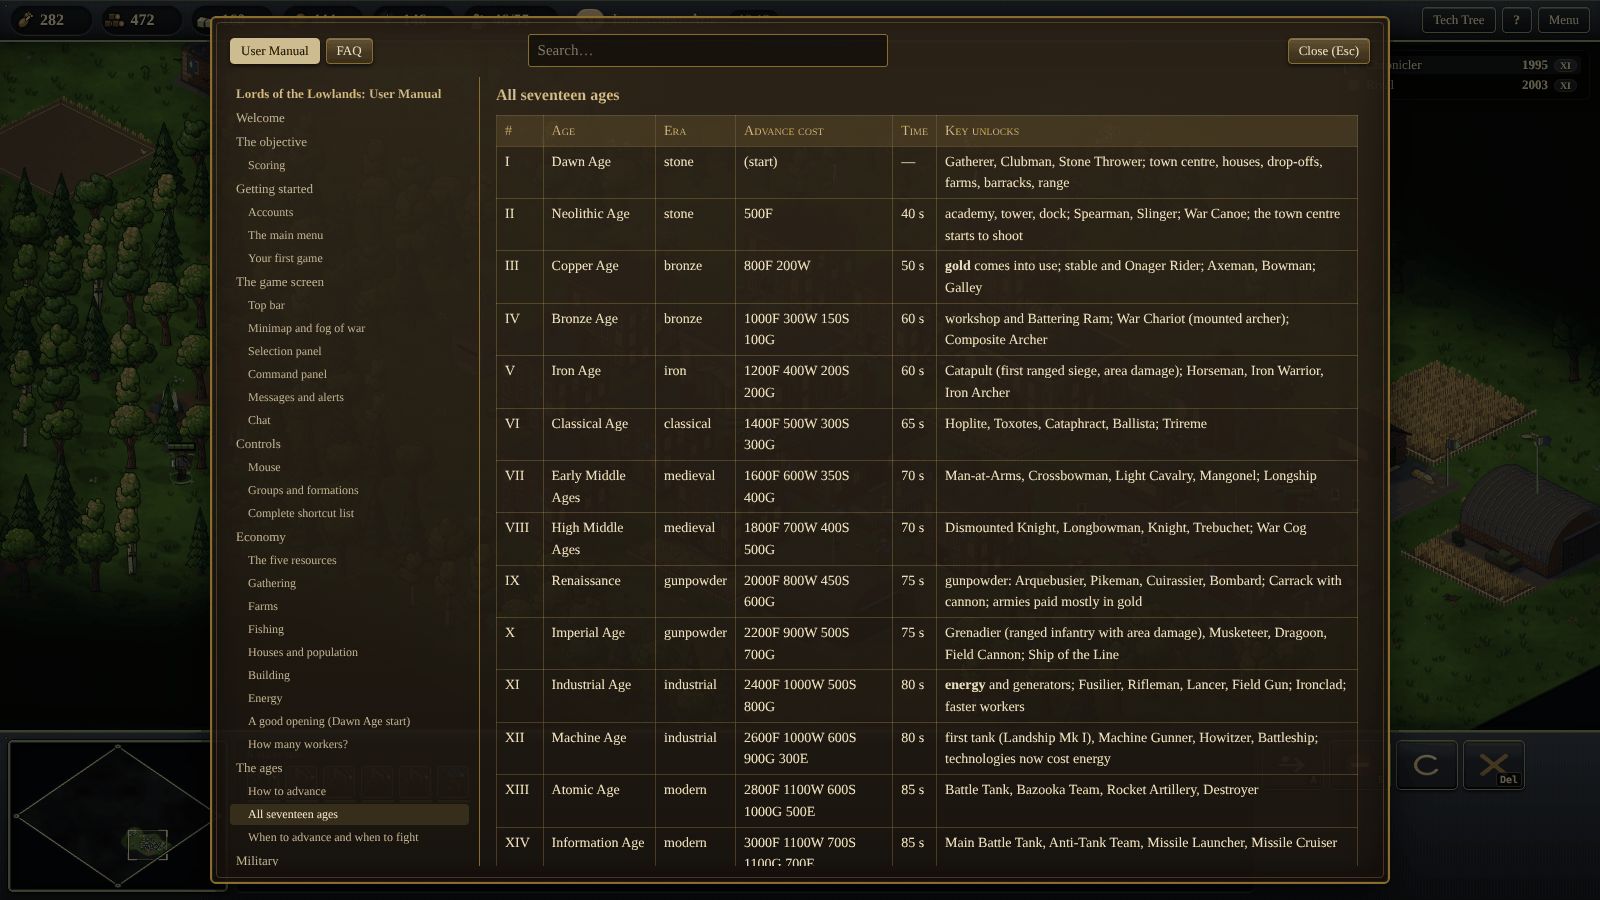 282
472
Tech Tree
?
Menu
User Manual
FAQ
Search…
Close (Esc)
1995 XI
2003 XI
Lords of the Lowlands: User Manual
Welcome
The objective
Scoring
Getting started
Accounts
The main menu
Your first game
The game screen
Top bar
Minimap and fog of war
Selection panel
Command panel
Messages and alerts
Chat
Controls
Mouse
Groups and formations
Complete shortcut list
Economy
The five resources
Gathering
Farms
Fishing
Houses and population
Building
Energy
A good opening (Dawn Age start)
How many workers?
The ages
How to advance
All seventeen ages
When to advance and when to fight
Military
All seventeen ages
# Age Era Advance cost Time Key unlocks
I Dawn Age stone (start) — Gatherer, Clubman, Stone Thrower; town centre, houses, drop-offs,
farms, barracks, range
II Neolithic Age stone 500F 40 s academy, tower, dock; Spearman, Slinger; War Canoe; the town centre
starts to shoot
III Copper Age bronze 800F 200W 50 s gold comes into use; stable and Onager Rider; Axeman, Bowman;
Galley
IV Bronze Age bronze 1000F 300W 150S 60 s workshop and Battering Ram; War Chariot (mounted archer);
100G Composite Archer
V Iron Age iron 1200F 400W 200S 60 s Catapult (first ranged siege, area damage); Horseman, Iron Warrior,
200G Iron Archer
VI Classical Age classical 1400F 500W 300S 65 s Hoplite, Toxotes, Cataphract, Ballista; Trireme
300G
VII Early Middle medieval 1600F 600W 350S 70 s Man-at-Arms, Crossbowman, Light Cavalry, Mangonel; Longship
Ages 400G
VIII High Middle medieval 1800F 700W 400S 70 s Dismounted Knight, Longbowman, Knight, Trebuchet; War Cog
Ages 500G
IX Renaissance gunpowder 2000F 800W 450S 75 s gunpowder: Arquebusier, Pikeman, Cuirassier, Bombard; Carrack with
600G cannon; armies paid mostly in gold
X Imperial Age gunpowder 2200F 900W 500S 75 s Grenadier (ranged infantry with area damage), Musketeer, Dragoon,
700G Field Cannon; Ship of the Line
XI Industrial Age industrial 2400F 1000W 500S 80 s energy and generators; Fusilier, Rifleman, Lancer, Field Gun; Ironclad;
800G faster workers
XII Machine Age industrial 2600F 1000W 600S 80 s first tank (Landship Mk I), Machine Gunner, Howitzer, Battleship;
900G 300E technologies now cost energy
XIII Atomic Age modern 2800F 1100W 600S 85 s Battle Tank, Bazooka Team, Rocket Artillery, Destroyer
1000G 500E
XIV Information Age modern 3000F 1100W 700S 85 s Main Battle Tank, Anti-Tank Team, Missile Launcher, Missile Cruiser
1100G 700E
Del